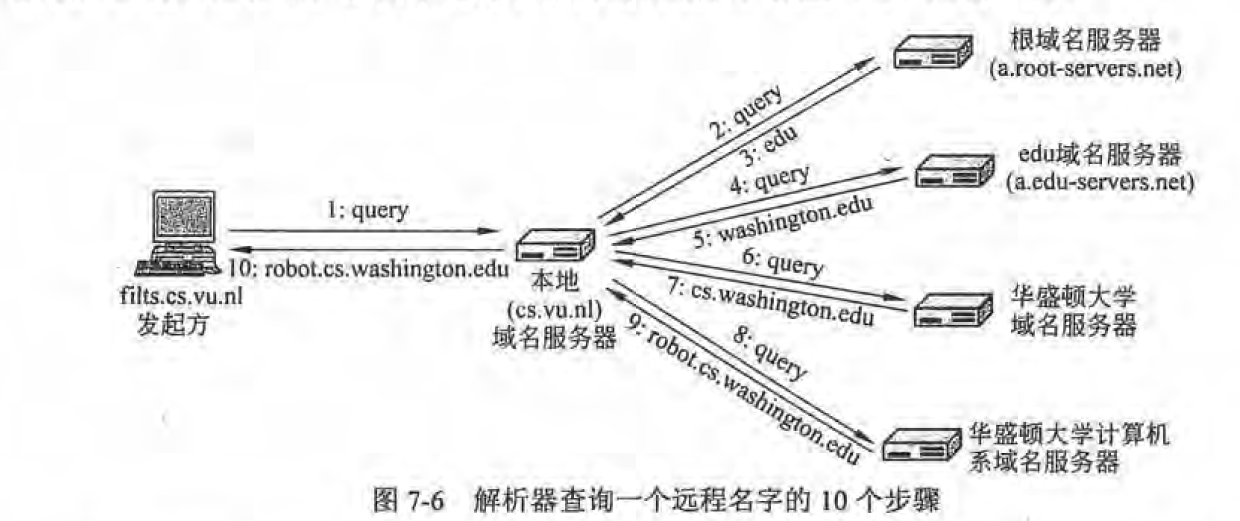 根域名服务器
(a.root-servers.net)
2: query
3: edu
edu域名服务器
(a.edu-servers.net)
4: query
5: washington.edu
1: query
10: robot.cs.washington.edu
filts.cs.vu.nl
发起方
本地
(cs.vu.nl)
域名服务器
6: query
7: cs.washington.edu
华盛顿大学
域名服务器
8: query
9: robot.cs.washington.edu
华盛顿大学计算机
系域名服务器
图 7-6 解析器查询一个远程名字的 10 个步骤